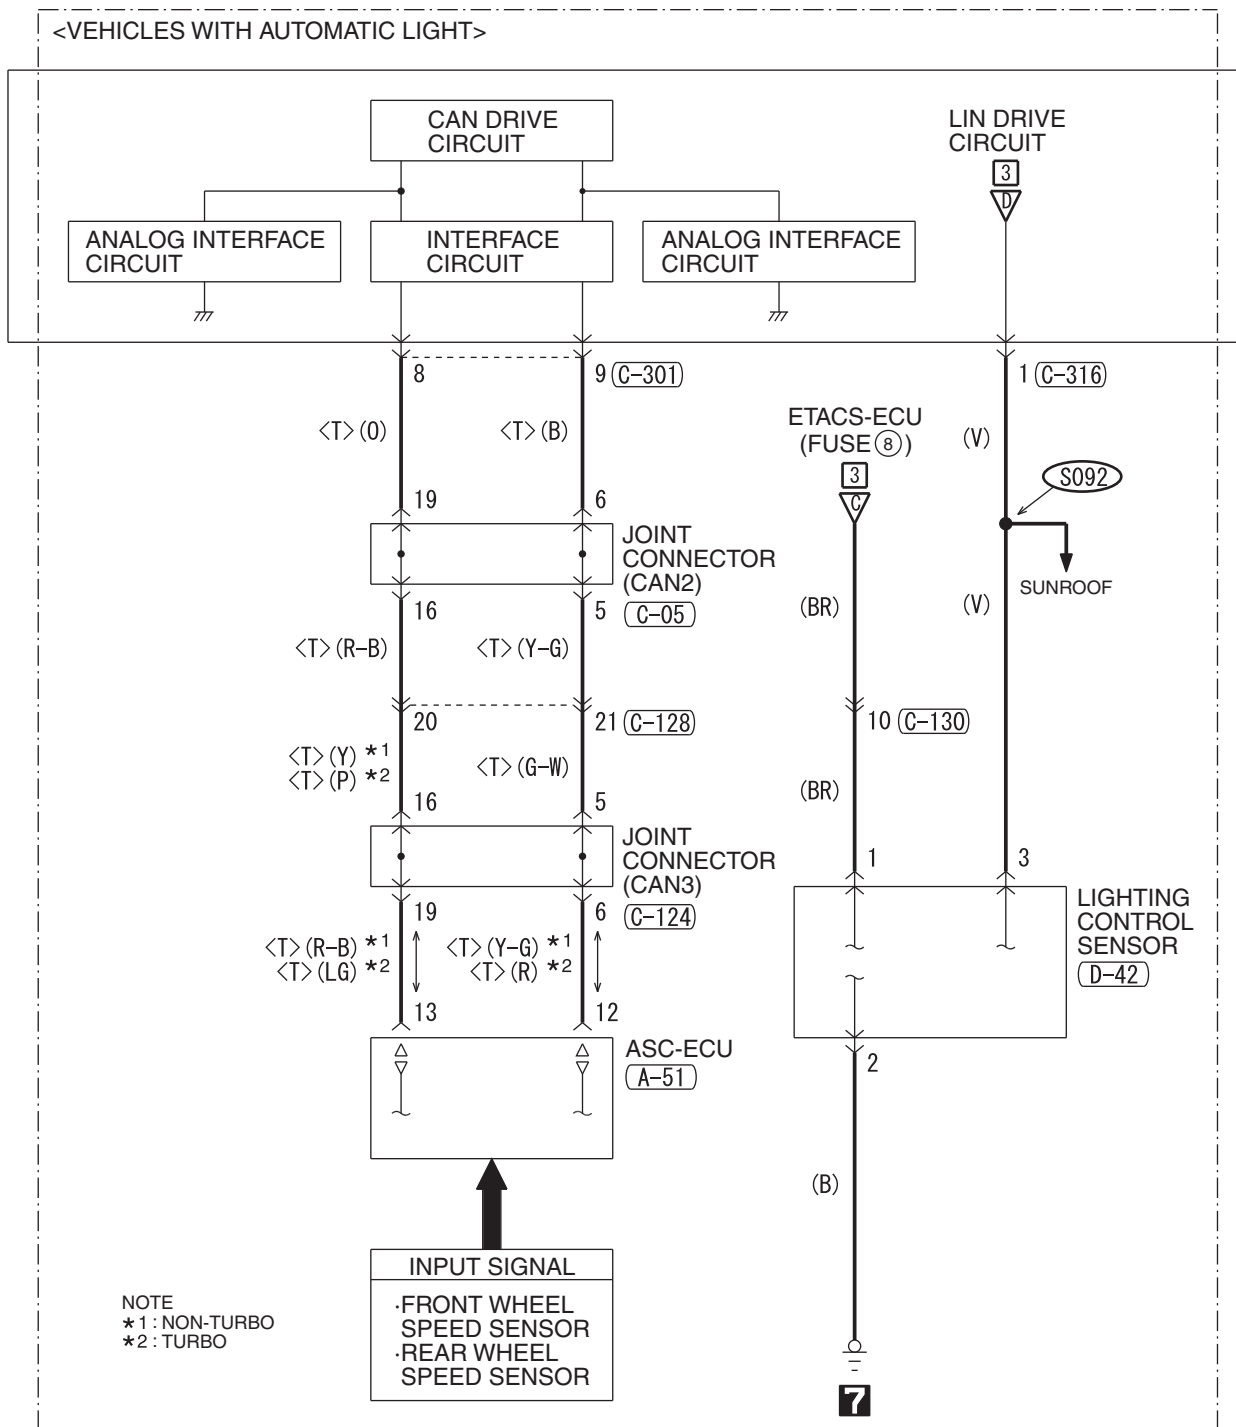 <VEHICLES WITH AUTOMATIC LIGHT>
CAN DRIVE
CIRCUIT
LIN DRIVE
CIRCUIT
3
D
ANALOG INTERFACE
CIRCUIT
INTERFACE
CIRCUIT
ANALOG INTERFACE
CIRCUIT
8
9 C-301
1 C-316
<T>(O)
<T>(B)
ETACS-ECU
(FUSE 8)
3
C
(V)
S092
SUNROOF
19
6
JOINT
CONNECTOR
(CAN2)
C-05
16
5
(BR)
(V)
<T>(R-B)
<T>(Y-G)
20
21 C-128
10 C-130
<T>(Y) *1
<T>(P) *2
<T>(G-W)
(BR)
16
5
JOINT
CONNECTOR
(CAN3)
C-124
1
3
LIGHTING
CONTROL
SENSOR
D-42
19
6
<T>(R-B) *1
<T>(LG) *2
<T>(Y-G) *1
<T>(R) *2
13
12
ASC-ECU
A-51
2
(B)
INPUT SIGNAL
·FRONT WHEEL
SPEED SENSOR
·REAR WHEEL
SPEED SENSOR
NOTE
*1 : NON-TURBO
*2 : TURBO
7